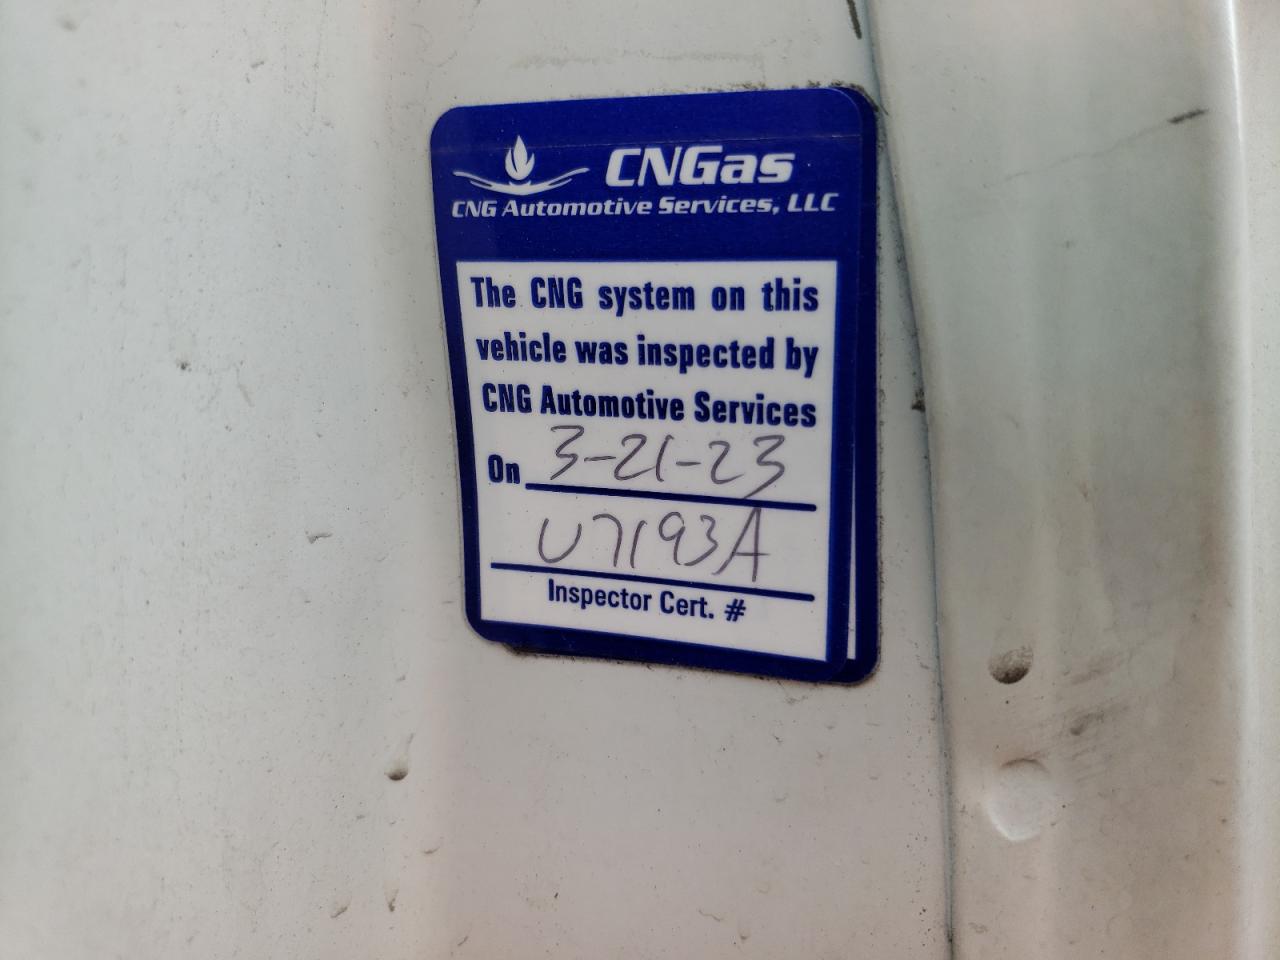 CNGas
CNG Automotive Services, LLC
The CNG system on this
vehicle was inspected by
CNG Automotive Services
On 3-21-23
U7193A
Inspector Cert. #